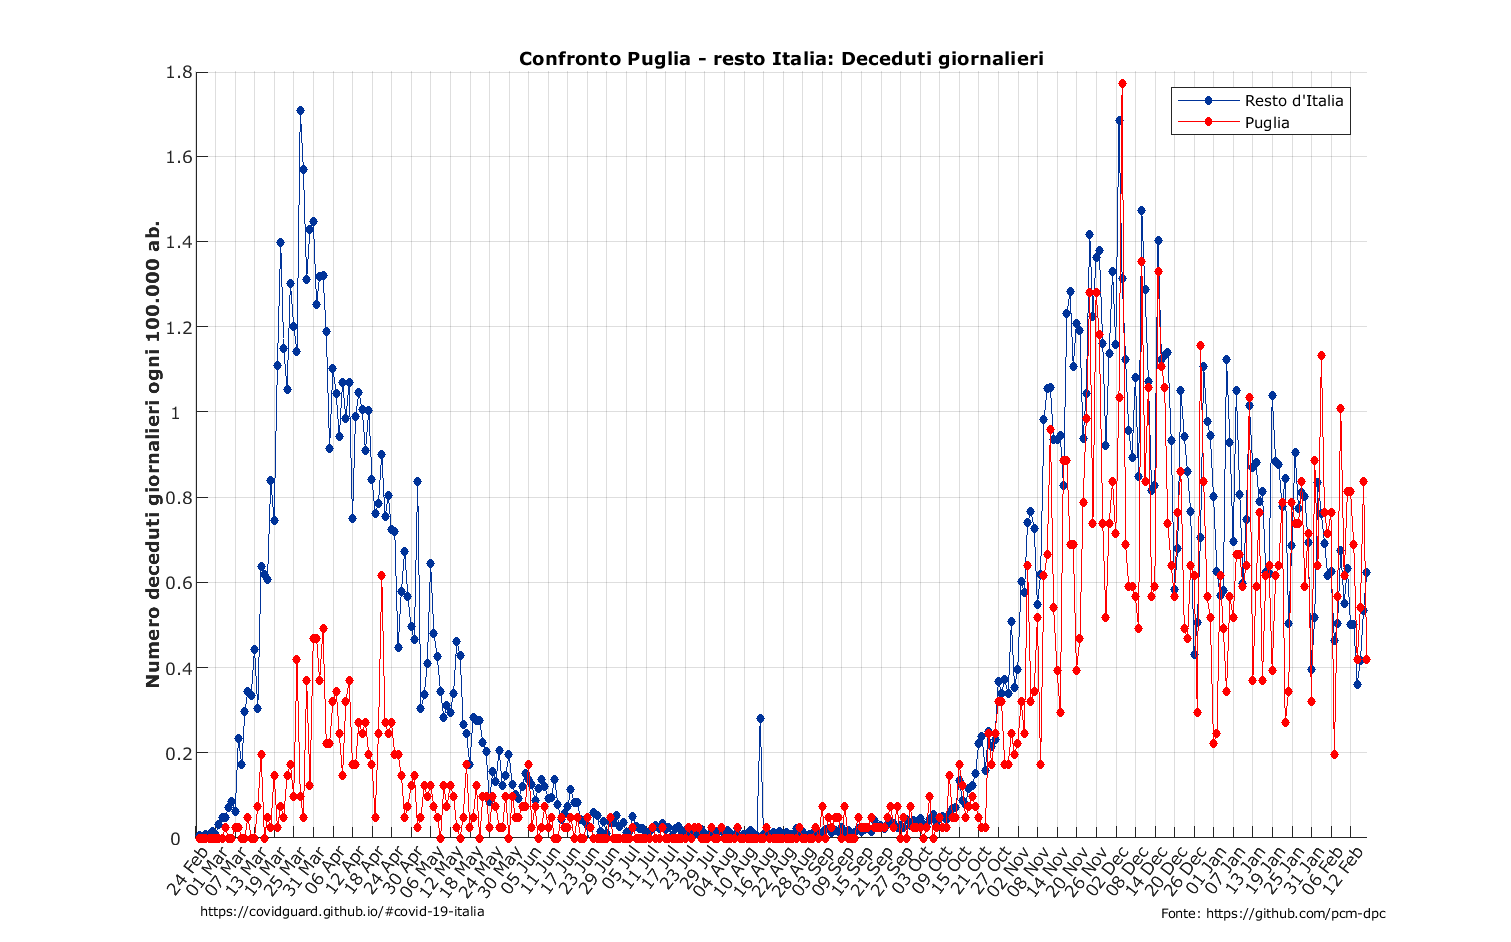 Confronto Puglia - resto Italia: Deceduti giornalieri
Numero deceduti giornalieri ogni 100.000 ab.
1.8
1.6
1.4
1.2
1
0.8
0.6
0.4
0.2
0
Resto d'Italia
Puglia
24 Feb
01 Mar
07 Mar
13 Mar
19 Mar
25 Mar
31 Mar
06 Apr
12 Apr
18 Apr
24 Apr
30 Apr
06 May
12 May
18 May
24 May
30 May
05 Jun
11 Jun
17 Jun
23 Jun
29 Jun
05 Jul
11 Jul
17 Jul
23 Jul
29 Jul
04 Aug
10 Aug
16 Aug
22 Aug
28 Aug
03 Sep
09 Sep
15 Sep
21 Sep
27 Sep
03 Oct
09 Oct
15 Oct
21 Oct
27 Oct
02 Nov
08 Nov
14 Nov
20 Nov
26 Nov
02 Dec
08 Dec
14 Dec
20 Dec
26 Dec
01 Jan
07 Jan
13 Jan
19 Jan
25 Jan
31 Jan
06 Feb
12 Feb
https://covidguard.github.io/#covid-19-italia
Fonte: https://github.com/pcm-dpc